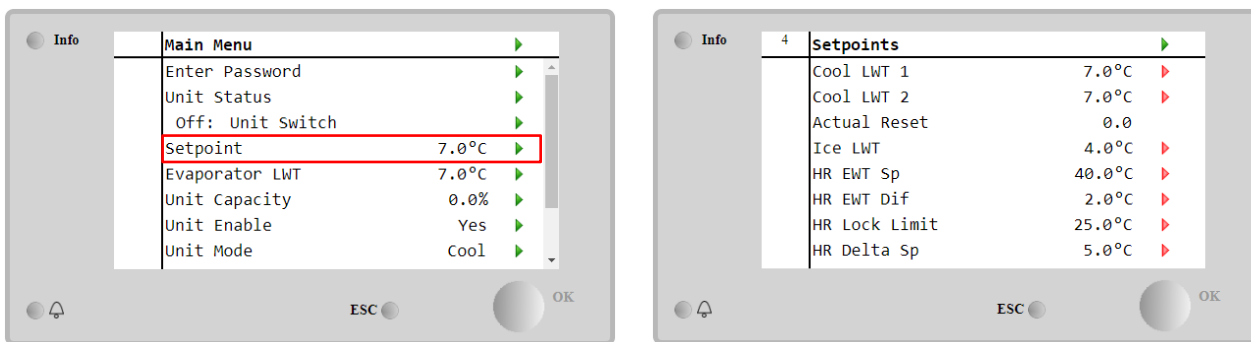 Info
Main Menu
Enter Password
Unit Status
Off: Unit Switch
Setpoint 7.0°C
Evaporator LWT 7.0°C
Unit Capacity 0.0%
Unit Enable Yes
Unit Mode Cool
ESC
OK
Info
4 Setpoints
Cool LWT 1 7.0°C
Cool LWT 2 7.0°C
Actual Reset 0.0
Ice LWT 4.0°C
HR EWT Sp 40.0°C
HR EWT Dif 2.0°C
HR Lock Limit 25.0°C
HR Delta Sp 5.0°C
ESC
OK